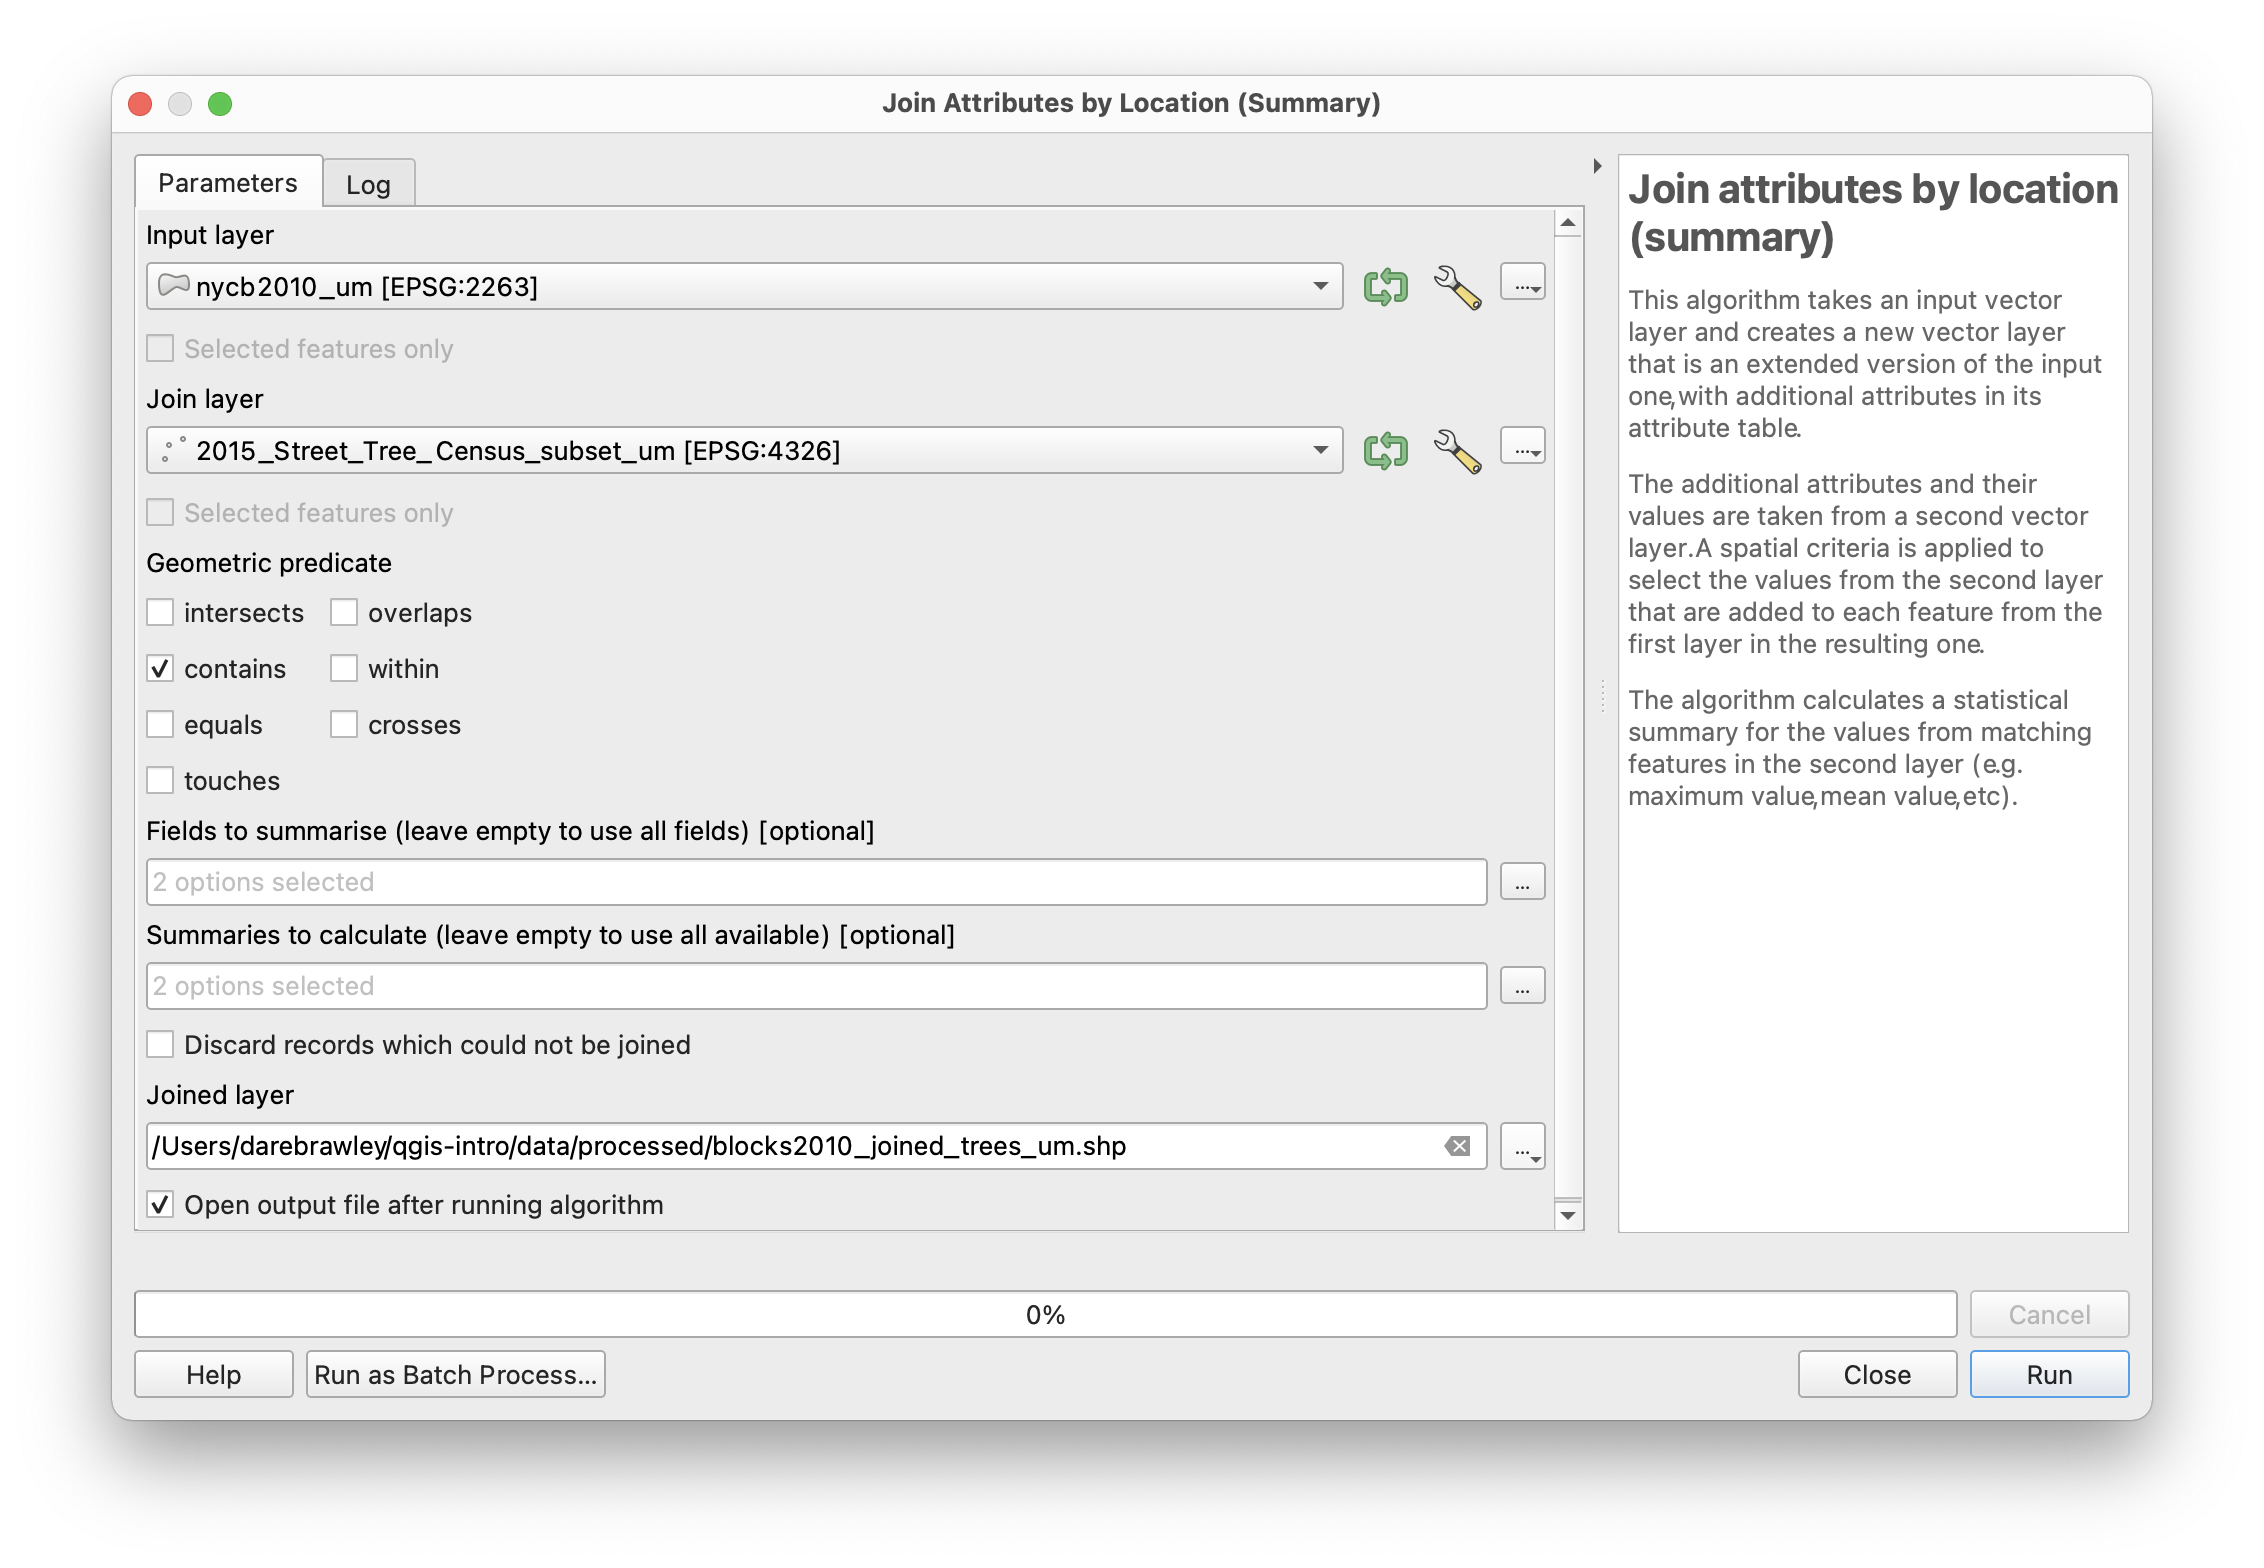 Join Attributes by Location (Summary)
Parameters
Log
Input layer
nycb2010_um [EPSG:2263]
...
Selected features only
Join layer
2015_Street_Tree_Census_subset_um [EPSG:4326]
...
Selected features only
Geometric predicate
intersects
overlaps
contains
within
equals
crosses
touches
Fields to summarise (leave empty to use all fields) [optional]
2 options selected
...
Summaries to calculate (leave empty to use all available) [optional]
2 options selected
...
Discard records which could not be joined
Joined layer
/Users/darebrawley/qgis-intro/data/processed/blocks2010_joined_trees_um.shp
...
Open output file after running algorithm
Join attributes by location
(summary)
This algorithm takes an input vector
layer and creates a new vector layer
that is an extended version of the input
one,with additional attributes in its
attribute table.
The additional attributes and their
values are taken from a second vector
layer.A spatial criteria is applied to
select the values from the second layer
that are added to each feature from the
first layer in the resulting one.
The algorithm calculates a statistical
summary for the values from matching
features in the second layer (e.g.
maximum value,mean value,etc).
0%
Cancel
Help
Run as Batch Process...
Close
Run